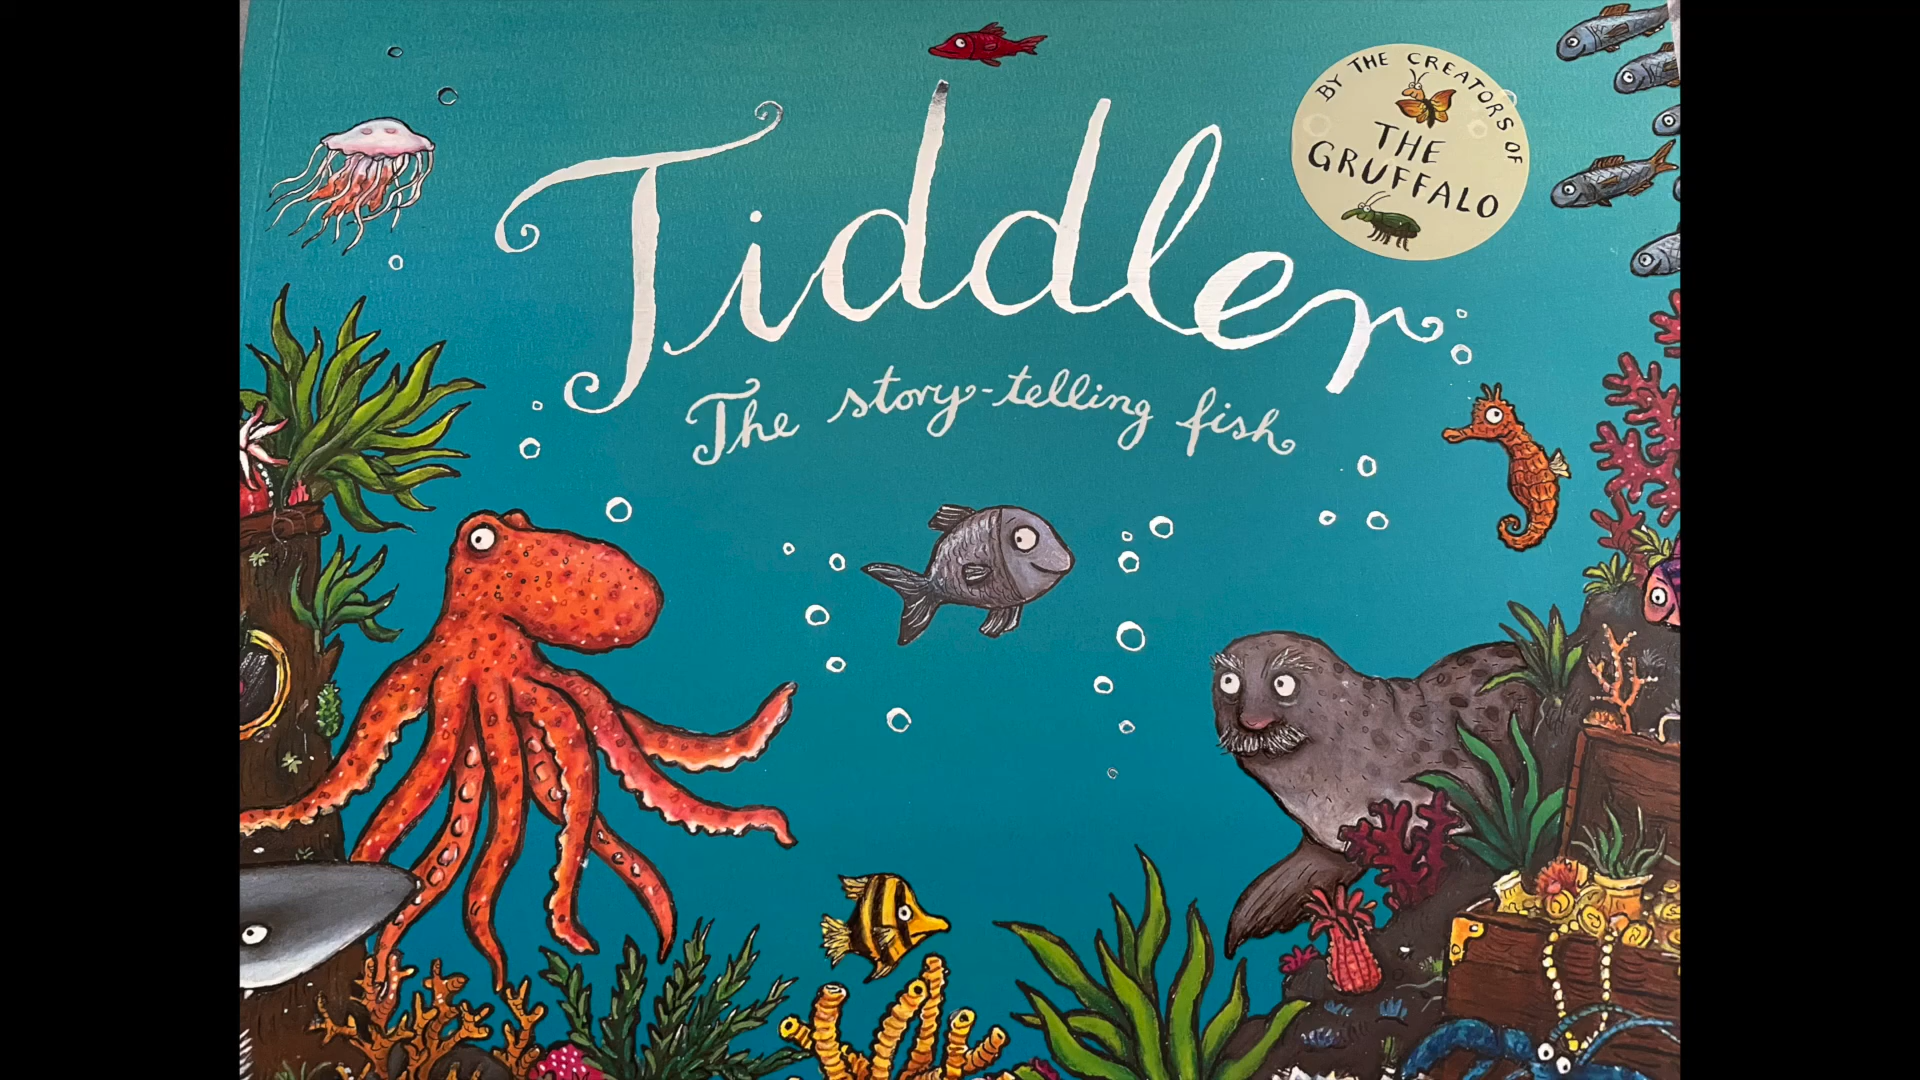 Tiddler
The story-telling fish
BY THE CREATORS OF
THE
GRUFFALO